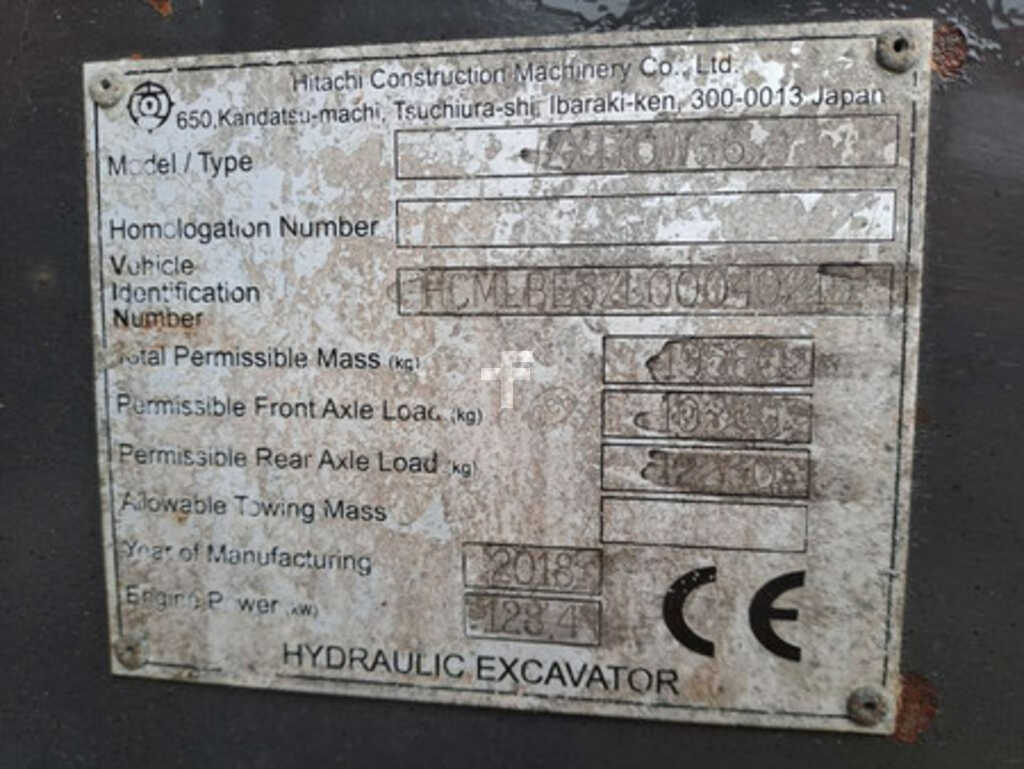 Hitachi Construction Machinery Co., Ltd.
650, Kandatsu-machi, Tsuchiura-shi, Ibaraki-ken, 300-0013 Japan
Model / Type
Homologation Number
Vehicle
Identification
Number
Total Permissible Mass (kg)
Permissible Front Axle Load (kg)
Permissible Rear Axle Load (kg)
Allowable Towing Mass
Year of Manufacturing 2018
Engine Power (kW) 128.4
CE
HYDRAULIC EXCAVATOR